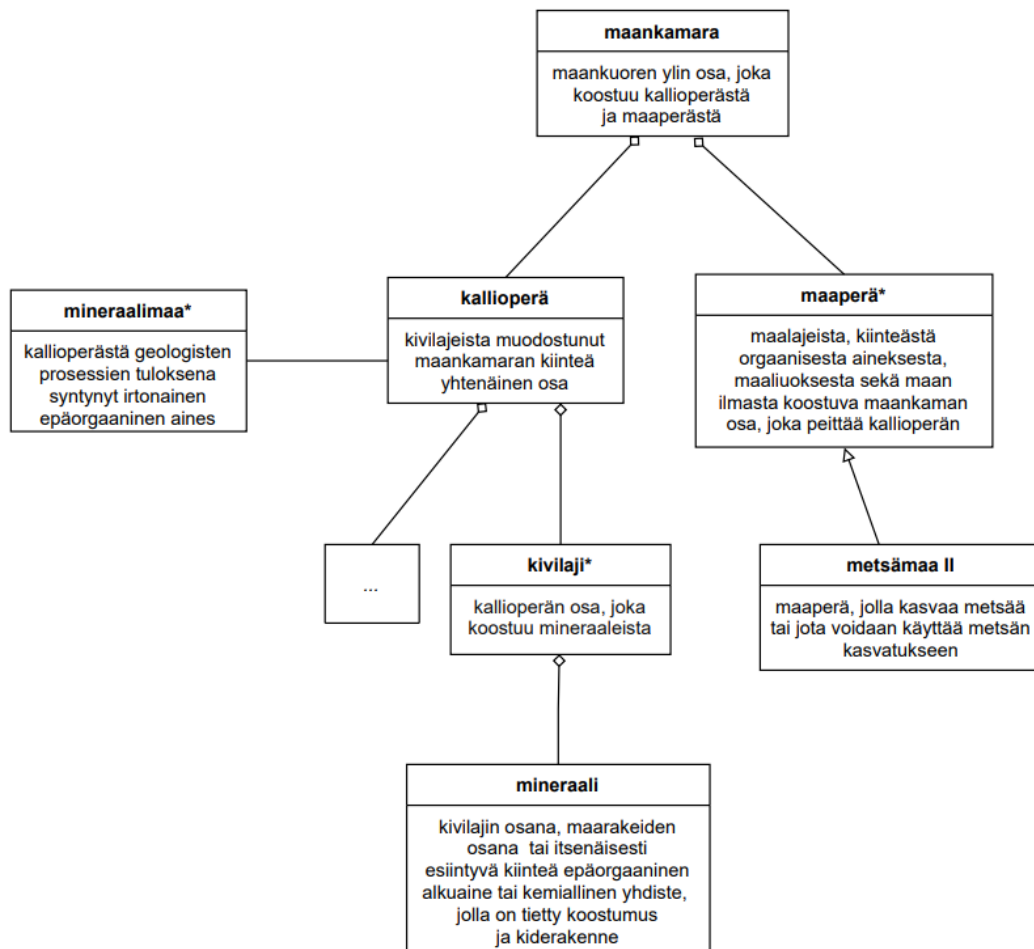 maankamara
maankuoren ylin osa, joka
koostuu kallioperästä
ja maaperästä
mineraalimaa*
kallioperästä geologisten
prosessien tuloksena
syntynyt irtonainen
epäorgaaninen aines
kallioperä
kivilajeista muodostunut
maankamaran kiinteä
yhtenäinen osa
maaperä*
maalajeista, kiinteästä
orgaanisesta aineksesta,
maaliuoksesta sekä maan
ilmasta koostuva maankaman
osa, joka peittää kallioperän
...
kivilaji*
kallioperän osa, joka
koostuu mineraaleista
metsämaa II
maaperä, jolla kasvaa metsää
tai jota voidaan käyttää metsän
kasvatukseen
mineraali
kivilajin osana, maarakeiden
osana tai itsenäisesti
esiintyvä kiinteä epäorgaaninen
alkuaine tai kemiallinen yhdiste,
jolla on tietty koostumus
ja kiderakenne